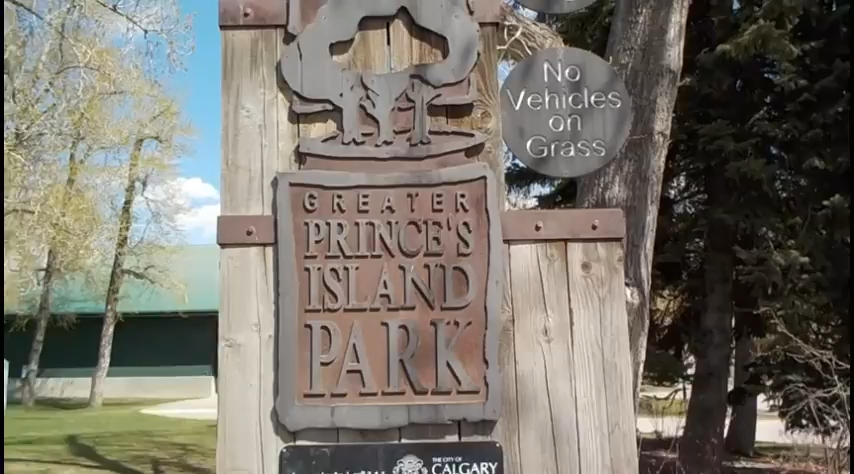 No
Vehicles
on
Grass
GREATER
PRINCE'S
ISLAND
PARK
THE CITY OF
CALGARY